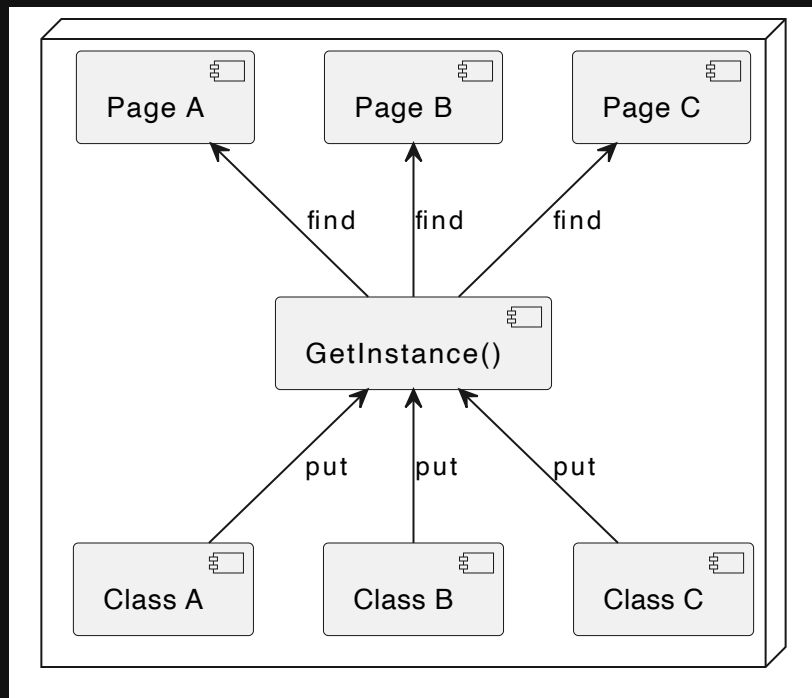 Page A
Page B
Page C
find
find
find
GetInstance()
put
put
put
Class A
Class B
Class C